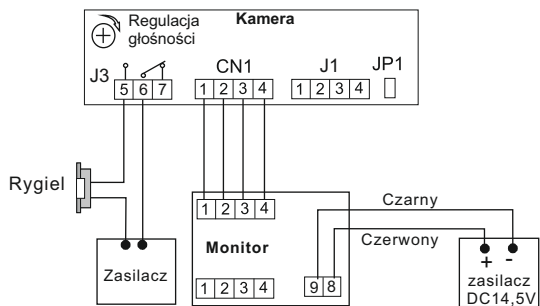 Kamera
Regulacja
głośności
J3
5 6 7
CN1
1 2 3 4
J1
1 2 3 4
JP1
Rygiel
Zasilacz
1 2 3 4
Monitor
1 2 3 4
9 8
Czarny
Czerwony
+ -
zasilacz
DC14,5V